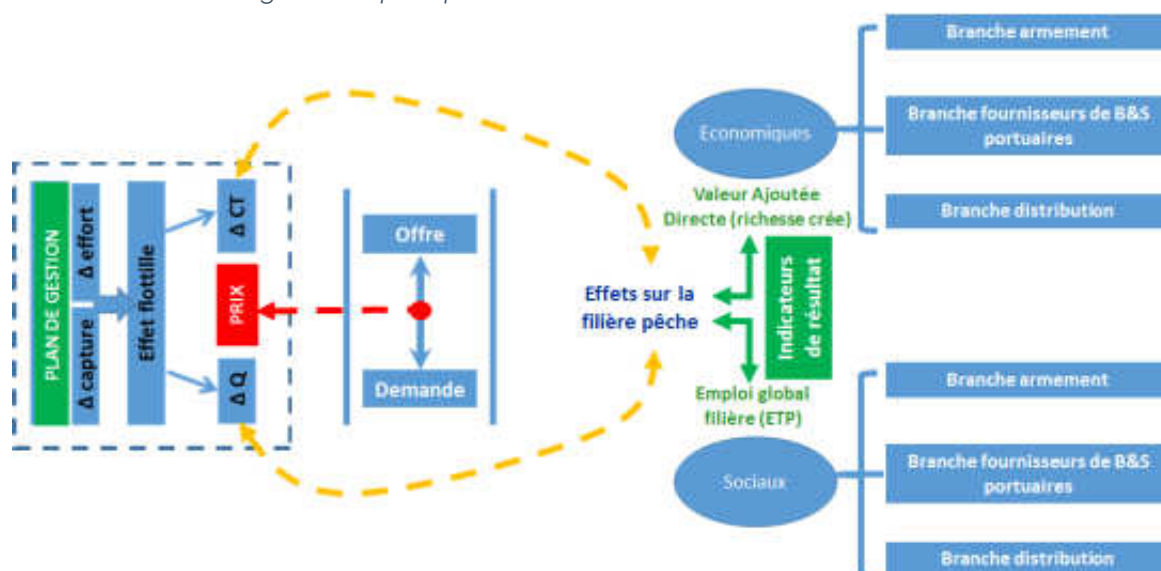 PLAN DE GESTION
Δ effort
Δ capture
Effet flottille
Δ CT
PRIX
Δ Q
Offre
Demande
Effets sur la
filière pêche
Economiques
Valeur Ajoutée
Directe (richesse crée)
Indicateurs
de résultat
Emploi global
filière (ETP)
Sociaux
Branche armement
Branche fournisseurs de B&S
portuaires
Branche distribution
Branche armement
Branche fournisseurs de B&S
portuaires
Branche distribution